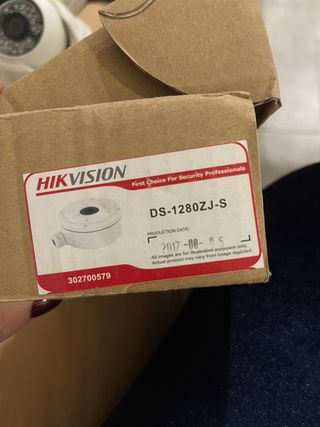 HIKVISION
First Choice For Security Professionals
DS-1280ZJ-S
PRODUCTION DATE:
All images are for illustration purposes only.
Actual product may vary from image depicted.
302700579